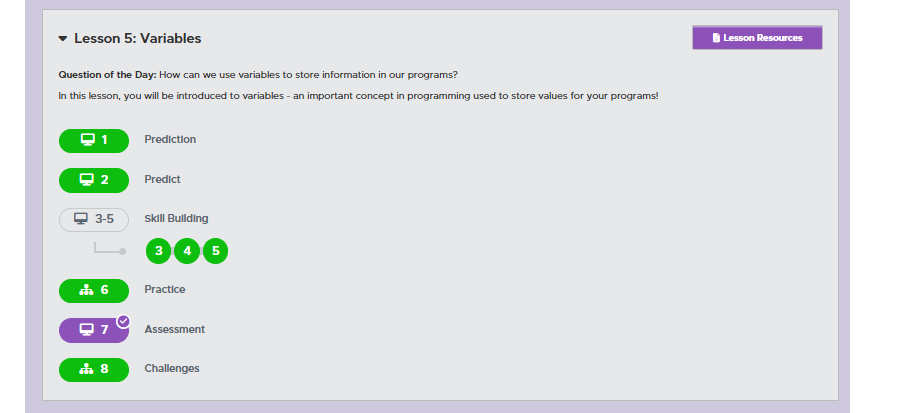 Lesson 5: Variables
Lesson Resources
Question of the Day: How can we use variables to store information in our programs?
In this lesson, you will be introduced to variables - an important concept in programming used to store values for your programs!
1 Prediction
2 Predict
3-5 Skill Building
3 4 5
6 Practice
7 Assessment
8 Challenges